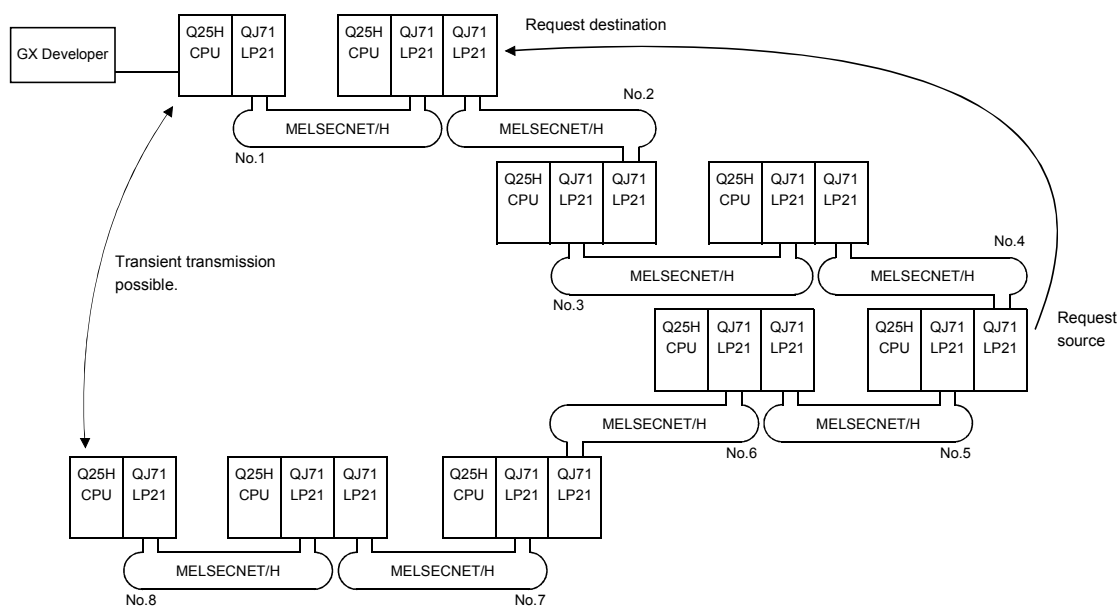 GX Developer
Q25H
CPU
QJ71
LP21
Q25H
CPU
QJ71
LP21
QJ71
LP21
Request destination
No.2
MELSECNET/H
MELSECNET/H
No.1
Q25H
CPU
QJ71
LP21
QJ71
LP21
Q25H
CPU
QJ71
LP21
QJ71
LP21
No.4
Transient transmission
possible.
MELSECNET/H
MELSECNET/H
No.3
Q25H
CPU
QJ71
LP21
QJ71
LP21
Q25H
CPU
QJ71
LP21
QJ71
LP21
Request
source
MELSECNET/H
MELSECNET/H
No.6
No.5
Q25H
CPU
QJ71
LP21
Q25H
CPU
QJ71
LP21
QJ71
LP21
Q25H
CPU
QJ71
LP21
QJ71
LP21
MELSECNET/H
MELSECNET/H
No.8
No.7